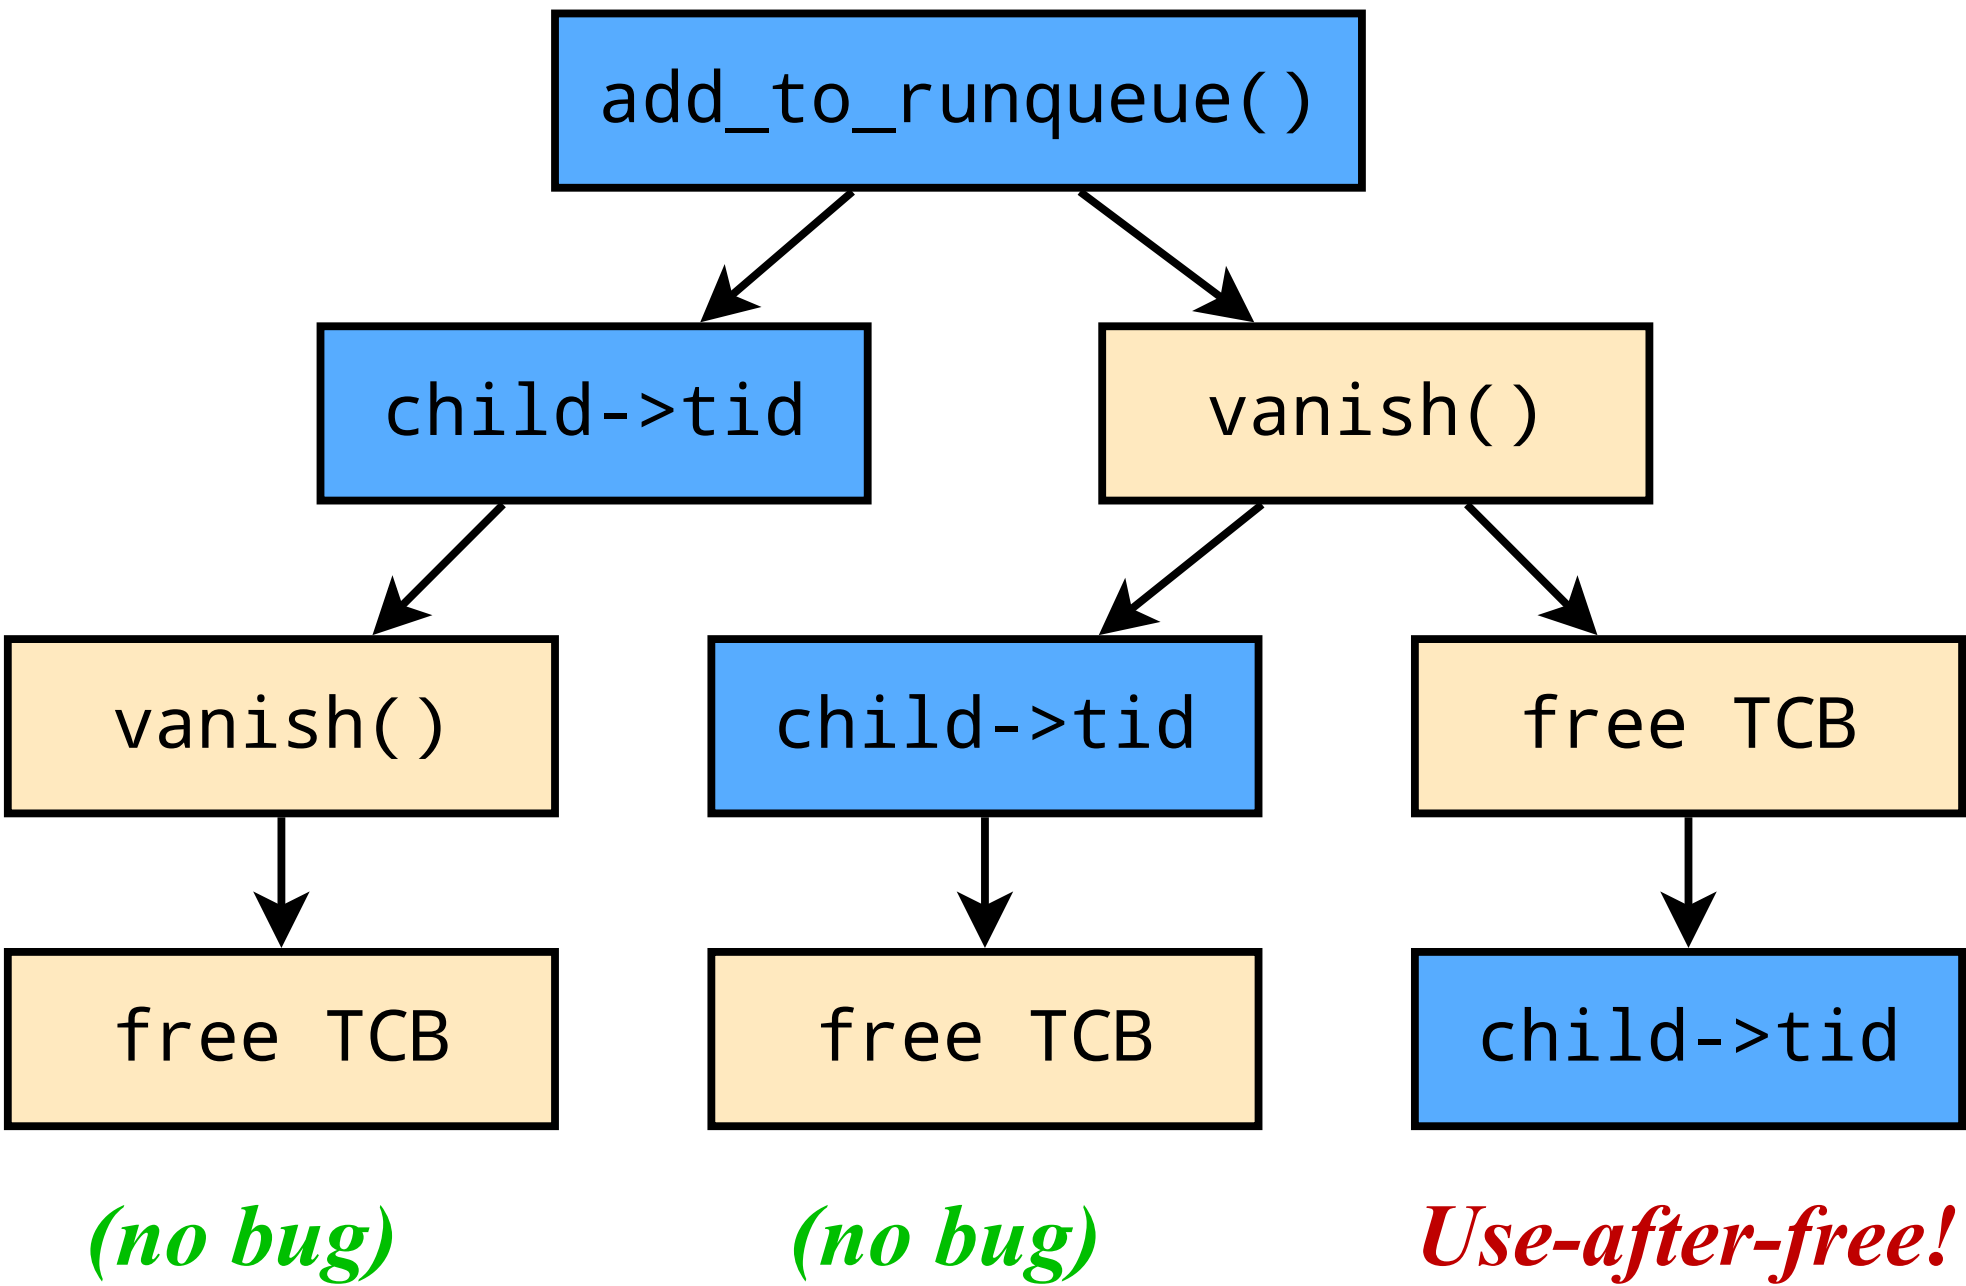 add_to_runqueue()
child->tid
vanish()
vanish()
child->tid
free TCB
free TCB
free TCB
child->tid
(no bug)
(no bug)
Use-after-free!